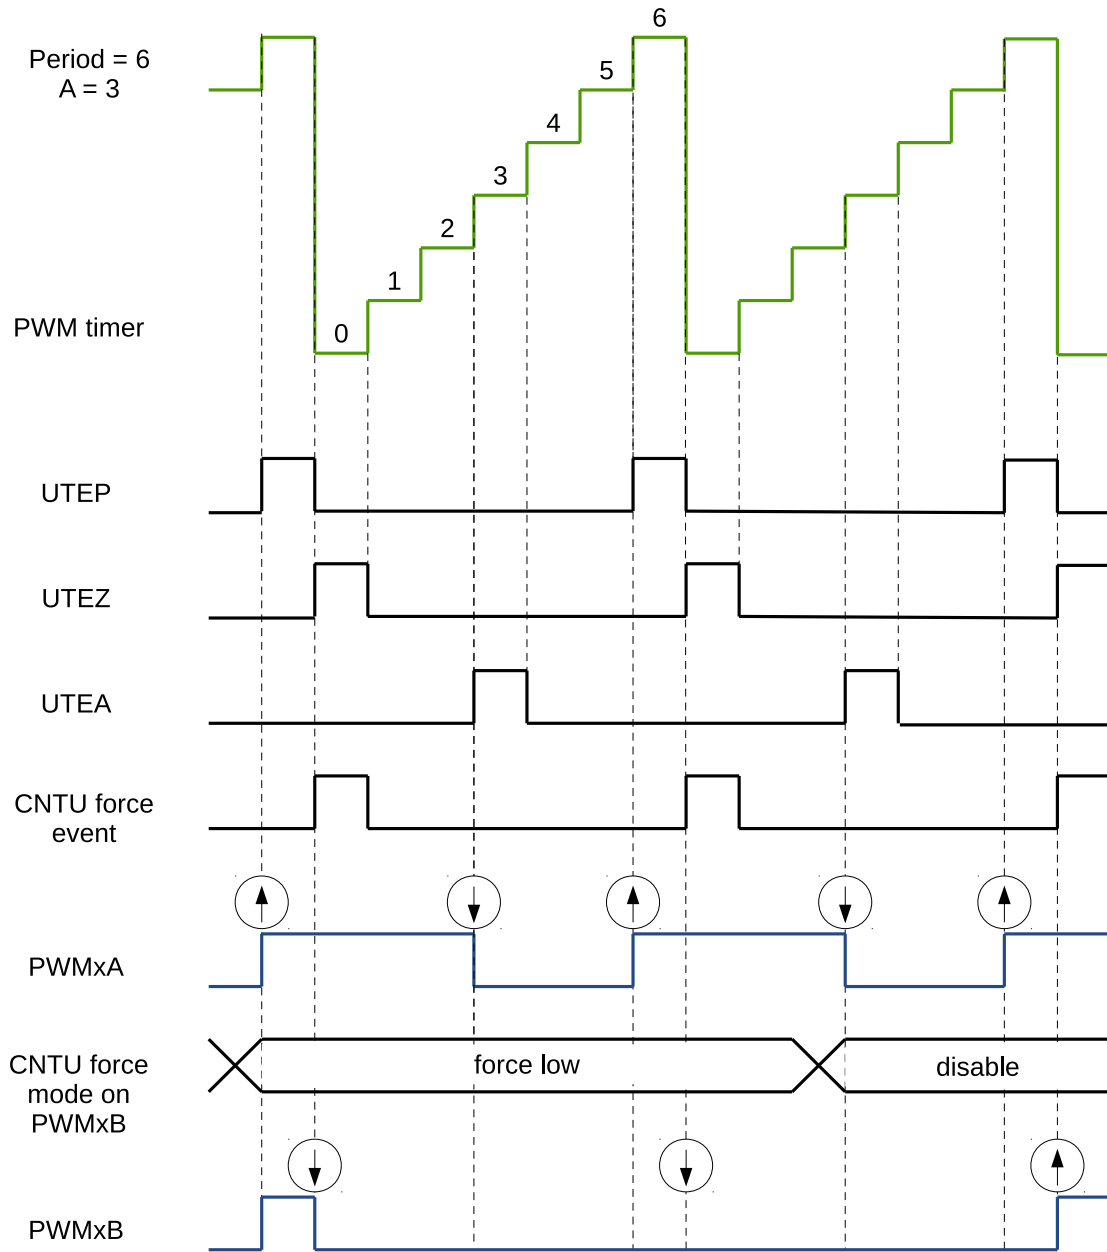 6
Period = 6
A = 3
5
4
3
2
1
0
PWM timer
UTEP
UTEZ
UTEA
CNTU force
event
PWMxA
CNTU force
mode on
PWMxB
force low
disable
PWMxB